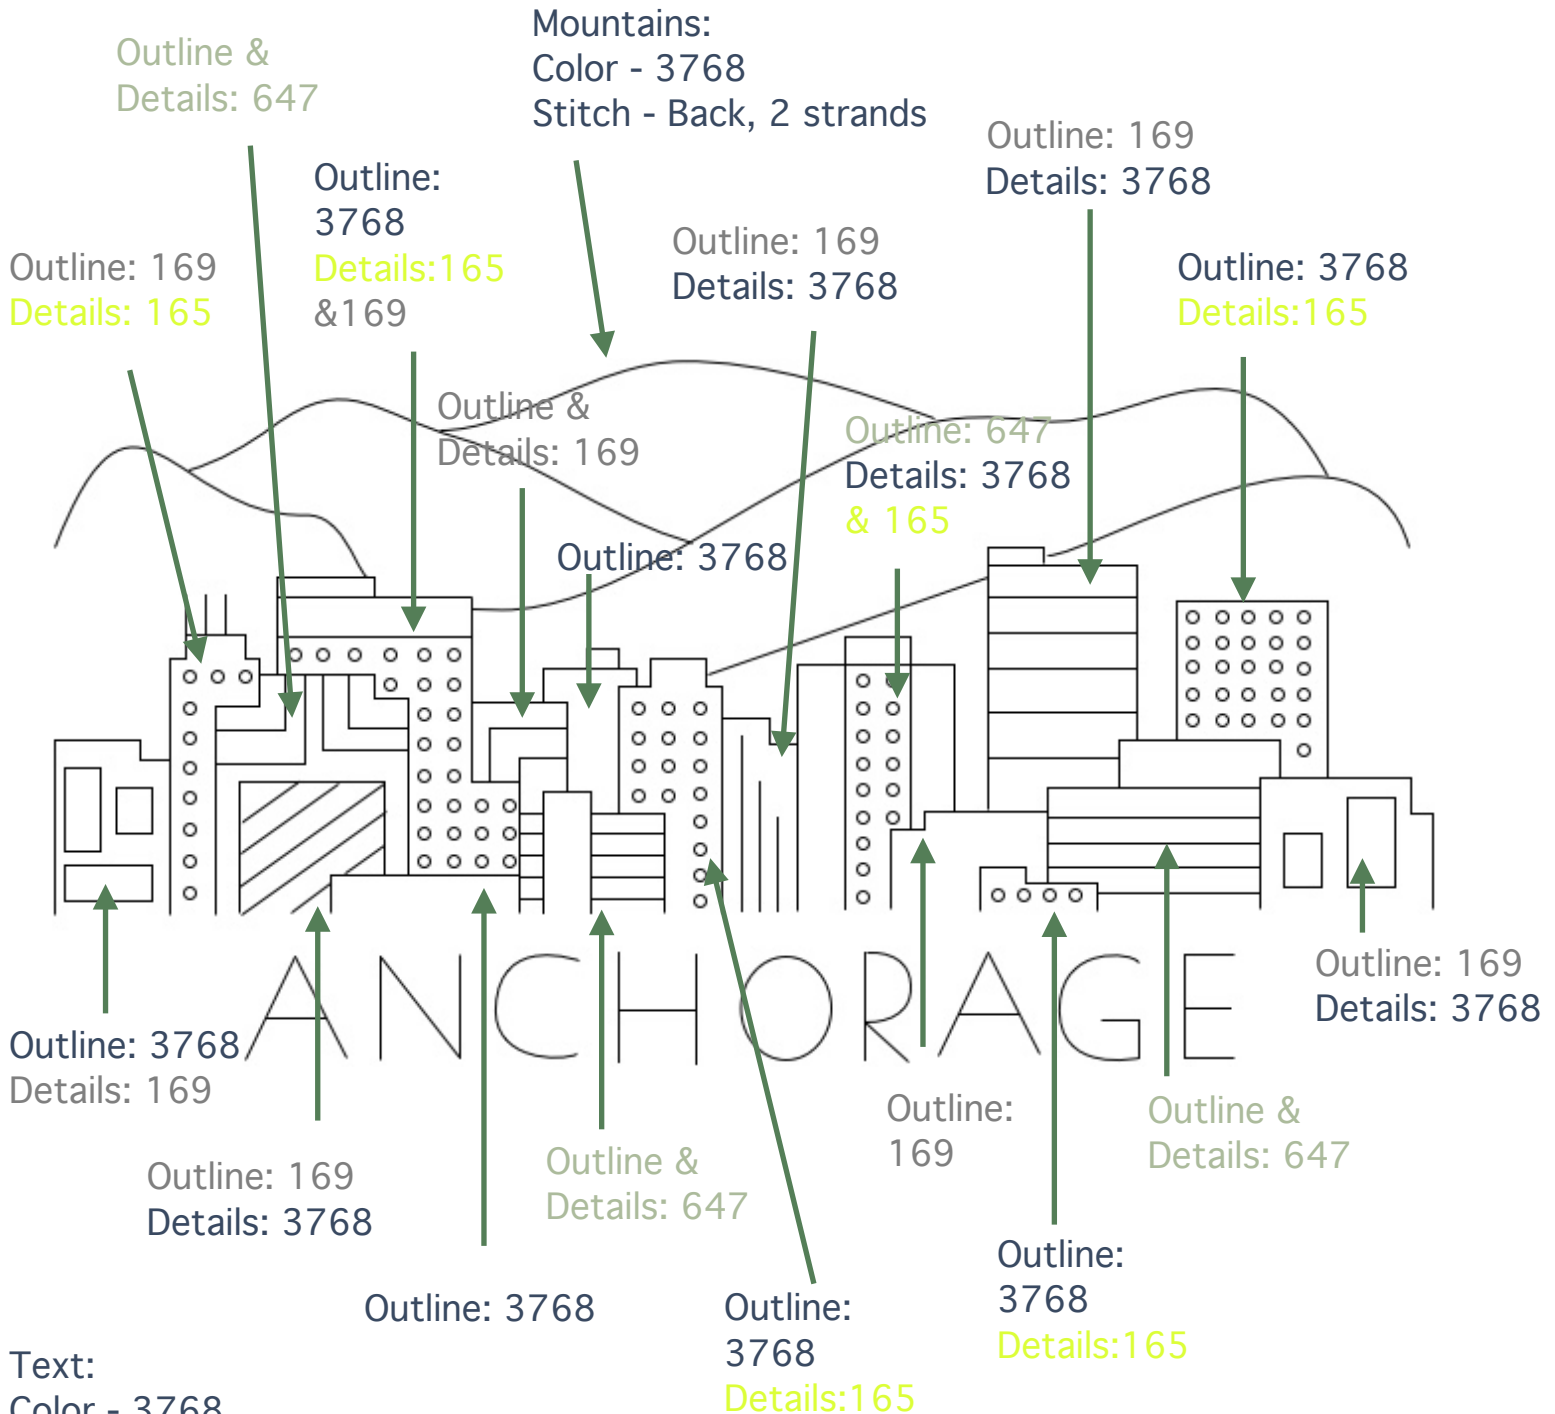 Mountains:
Color - 3768
Stitch - Back, 2 strands
Outline &
Details: 647
Outline: 169
Details: 3768
Outline:
3768
Details:165
&169
Outline: 169
Details: 3768
Outline: 3768
Details:165
Outline: 169
Details: 165
Outline &
Details: 169
Outline: 647
Details: 3768
& 165
Outline: 3768
ANCHORAGE
Outline: 169
Details: 3768
Outline: 3768
Details: 169
Outline:
169
Outline &
Details: 647
Outline &
Details: 647
Outline: 169
Details: 3768
Outline:
3768
Details:165
Outline: 3768
Outline:
3768
Details:165
Text:
Color - 3768